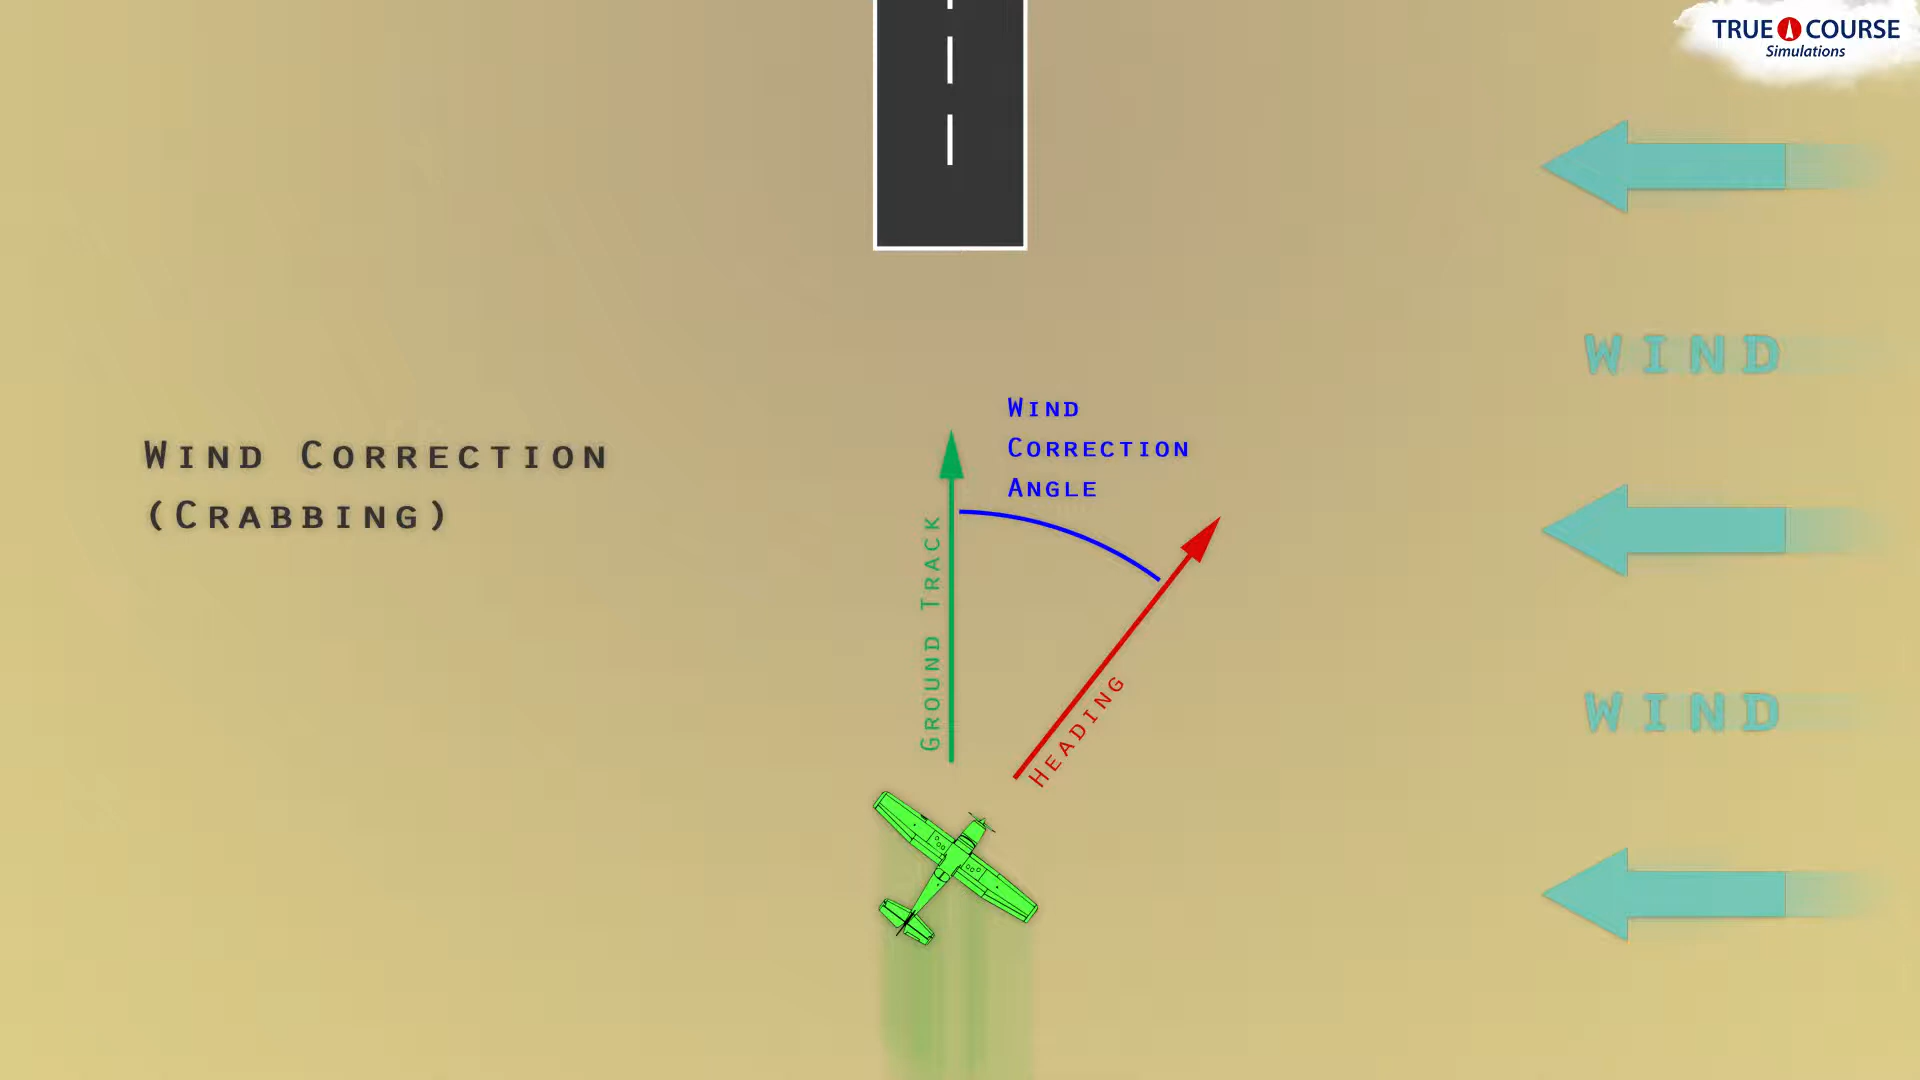 TRUE COURSE
Simulations
WIND
WIND CORRECTION
(CRABBING)
WIND
CORRECTION
ANGLE
GROUND TRACK
HEADING
WIND